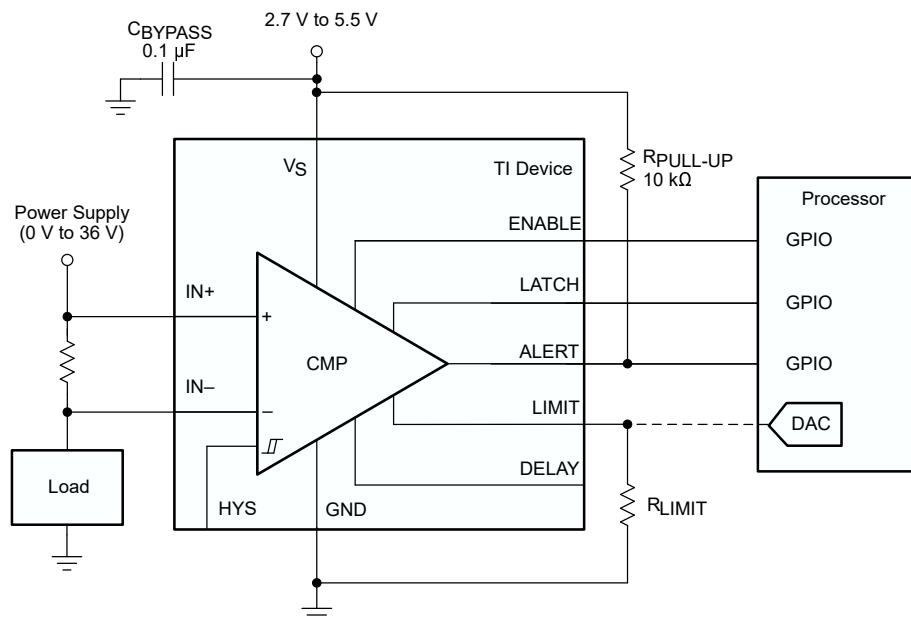 2.7 V to 5.5 V
CBYPASS
0.1 µF
VS
TI Device
RPULL-UP
10 kΩ
Processor
Power Supply
(0 V to 36 V)
ENABLE
GPIO
IN+
LATCH
GPIO
+
CMP
ALERT
GPIO
IN–
–
LIMIT
DAC
Load
DELAY
HYS
GND
RLIMIT